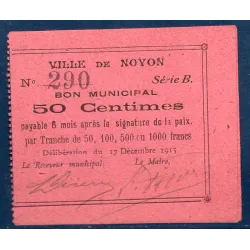 VILLE DE NOYON
No 290 Série B.
BON MUNICIPAL
50 Centimes
payable 6 mois après la signature de la paix,
par Tranche de 50, 100, 500 ou 1000 francs
Délibération du 17 Décembre 1915
Le Receveur municipal, Le Maire,